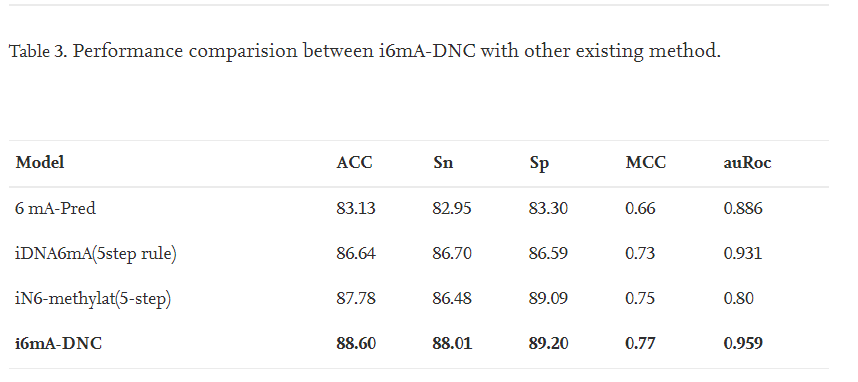 Table 3. Performance comparision between i6mA-DNC with other existing method.
Model ACC Sn Sp MCC auRoc
6 mA-Pred 83.13 82.95 83.30 0.66 0.886
iDNA6mA(5step rule) 86.64 86.70 86.59 0.73 0.931
iN6-methylat(5-step) 87.78 86.48 89.09 0.75 0.80
i6mA-DNC 88.60 88.01 89.20 0.77 0.959